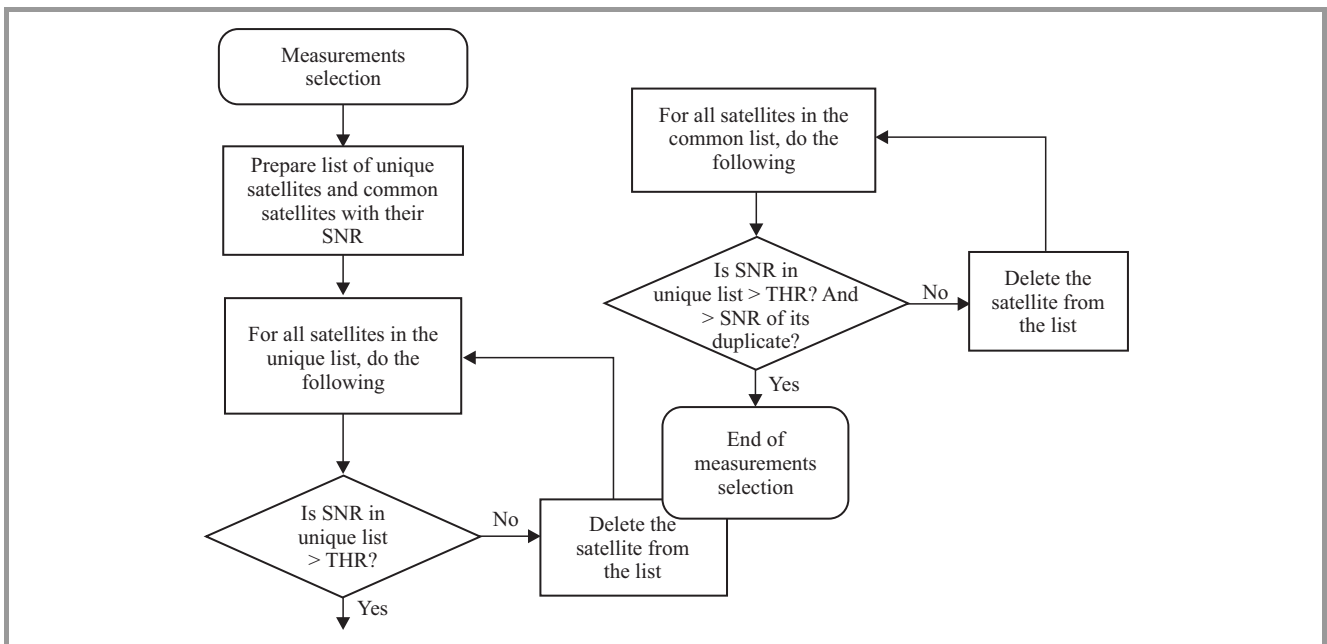 Measurements
selection
Prepare list of unique
satellites and common
satellites with their
SNR
For all satellites in the
unique list, do the
following
Is SNR in
unique list
> THR?
No
Delete the
satellite from
the list
Yes
For all satellites in the
common list, do the
following
Is SNR in
unique list > THR? And
> SNR of its
duplicate?
No
Delete the
satellite from
the list
Yes
End of
measurements
selection